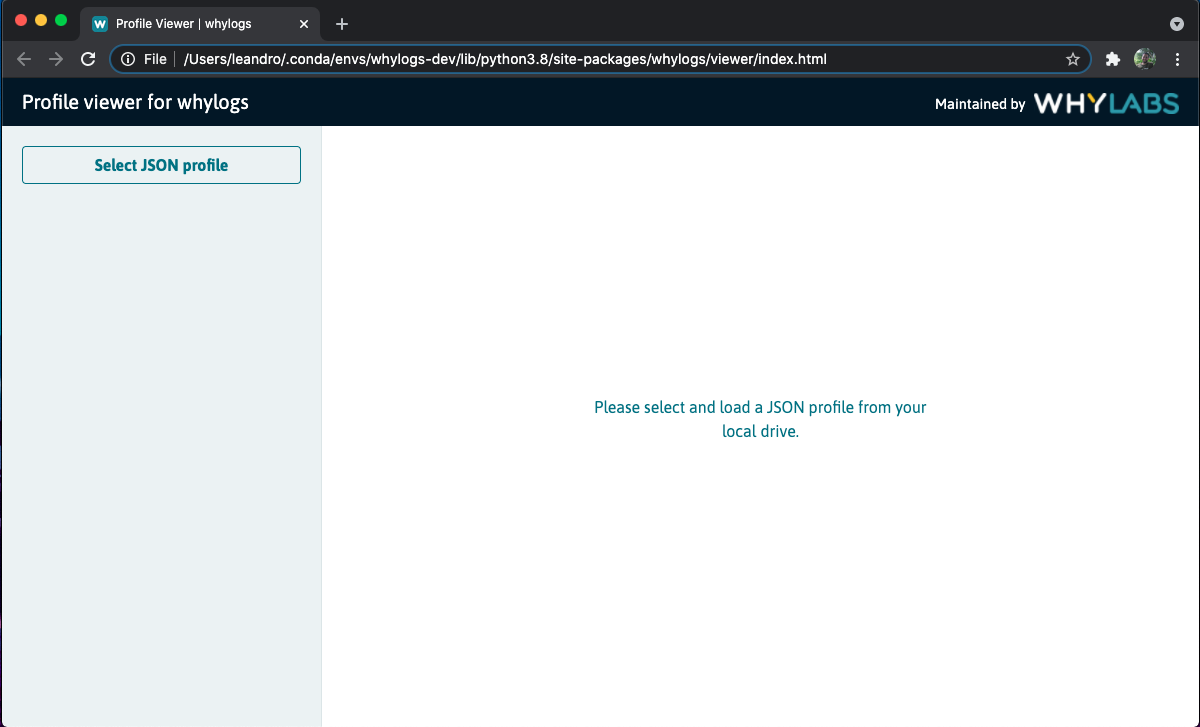 Profile Viewer | whylogs
File /Users/leandro/.conda/envs/whylogs-dev/lib/python3.8/site-packages/whylogs/viewer/index.html
Profile viewer for whylogs
Maintained by WHYLABS
Select JSON profile
Please select and load a JSON profile from your
local drive.